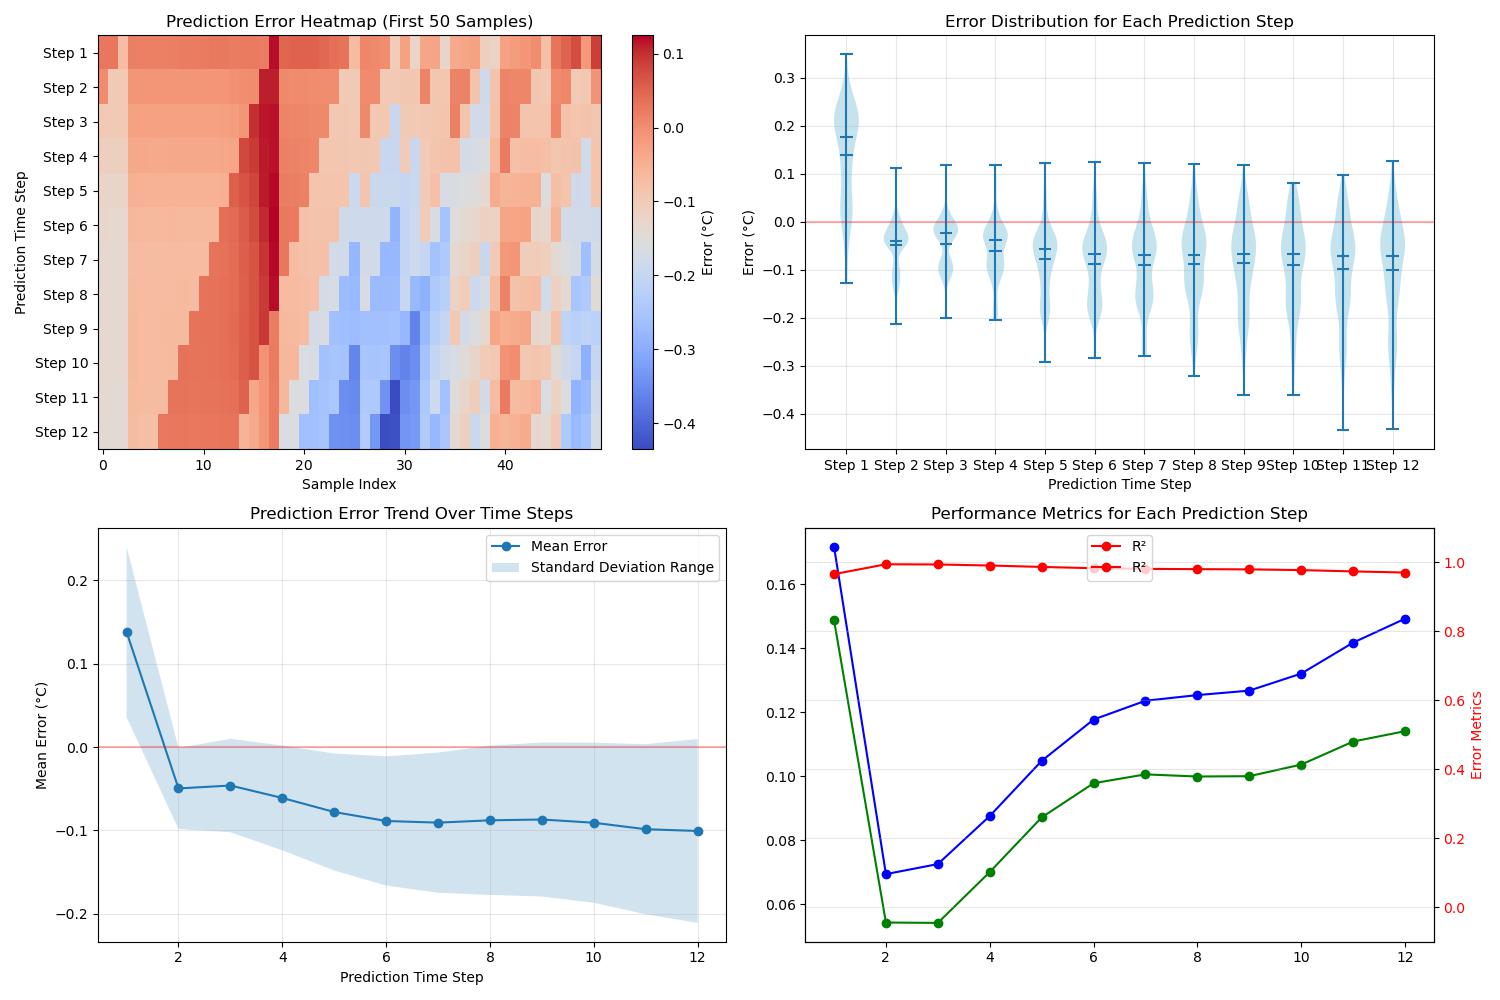 Prediction Error Heatmap (First 50 Samples)
Prediction Time Step
Step 1
Step 2
Step 3
Step 4
Step 5
Step 6
Step 7
Step 8
Step 9
Step 10
Step 11
Step 12
0 10 20 30 40
Sample Index
0.1
0.0
−0.1
−0.2
−0.3
−0.4
Error (°C)
Error Distribution for Each Prediction Step
Error (°C)
0.3
0.2
0.1
0.0
−0.1
−0.2
−0.3
−0.4
Step 1 Step 2 Step 3 Step 4 Step 5 Step 6 Step 7 Step 8 Step 9 Step 10 Step 11 Step 12
Prediction Time Step
Prediction Error Trend Over Time Steps
Mean Error (°C)
0.2
0.1
0.0
−0.1
−0.2
Mean Error
Standard Deviation Range
2 4 6 8 10 12
Prediction Time Step
Performance Metrics for Each Prediction Step
0.16
0.14
0.12
0.10
0.08
0.06
R²
R²
1.0
0.8
0.6
0.4
0.2
0.0
Error Metrics
2 4 6 8 10 12